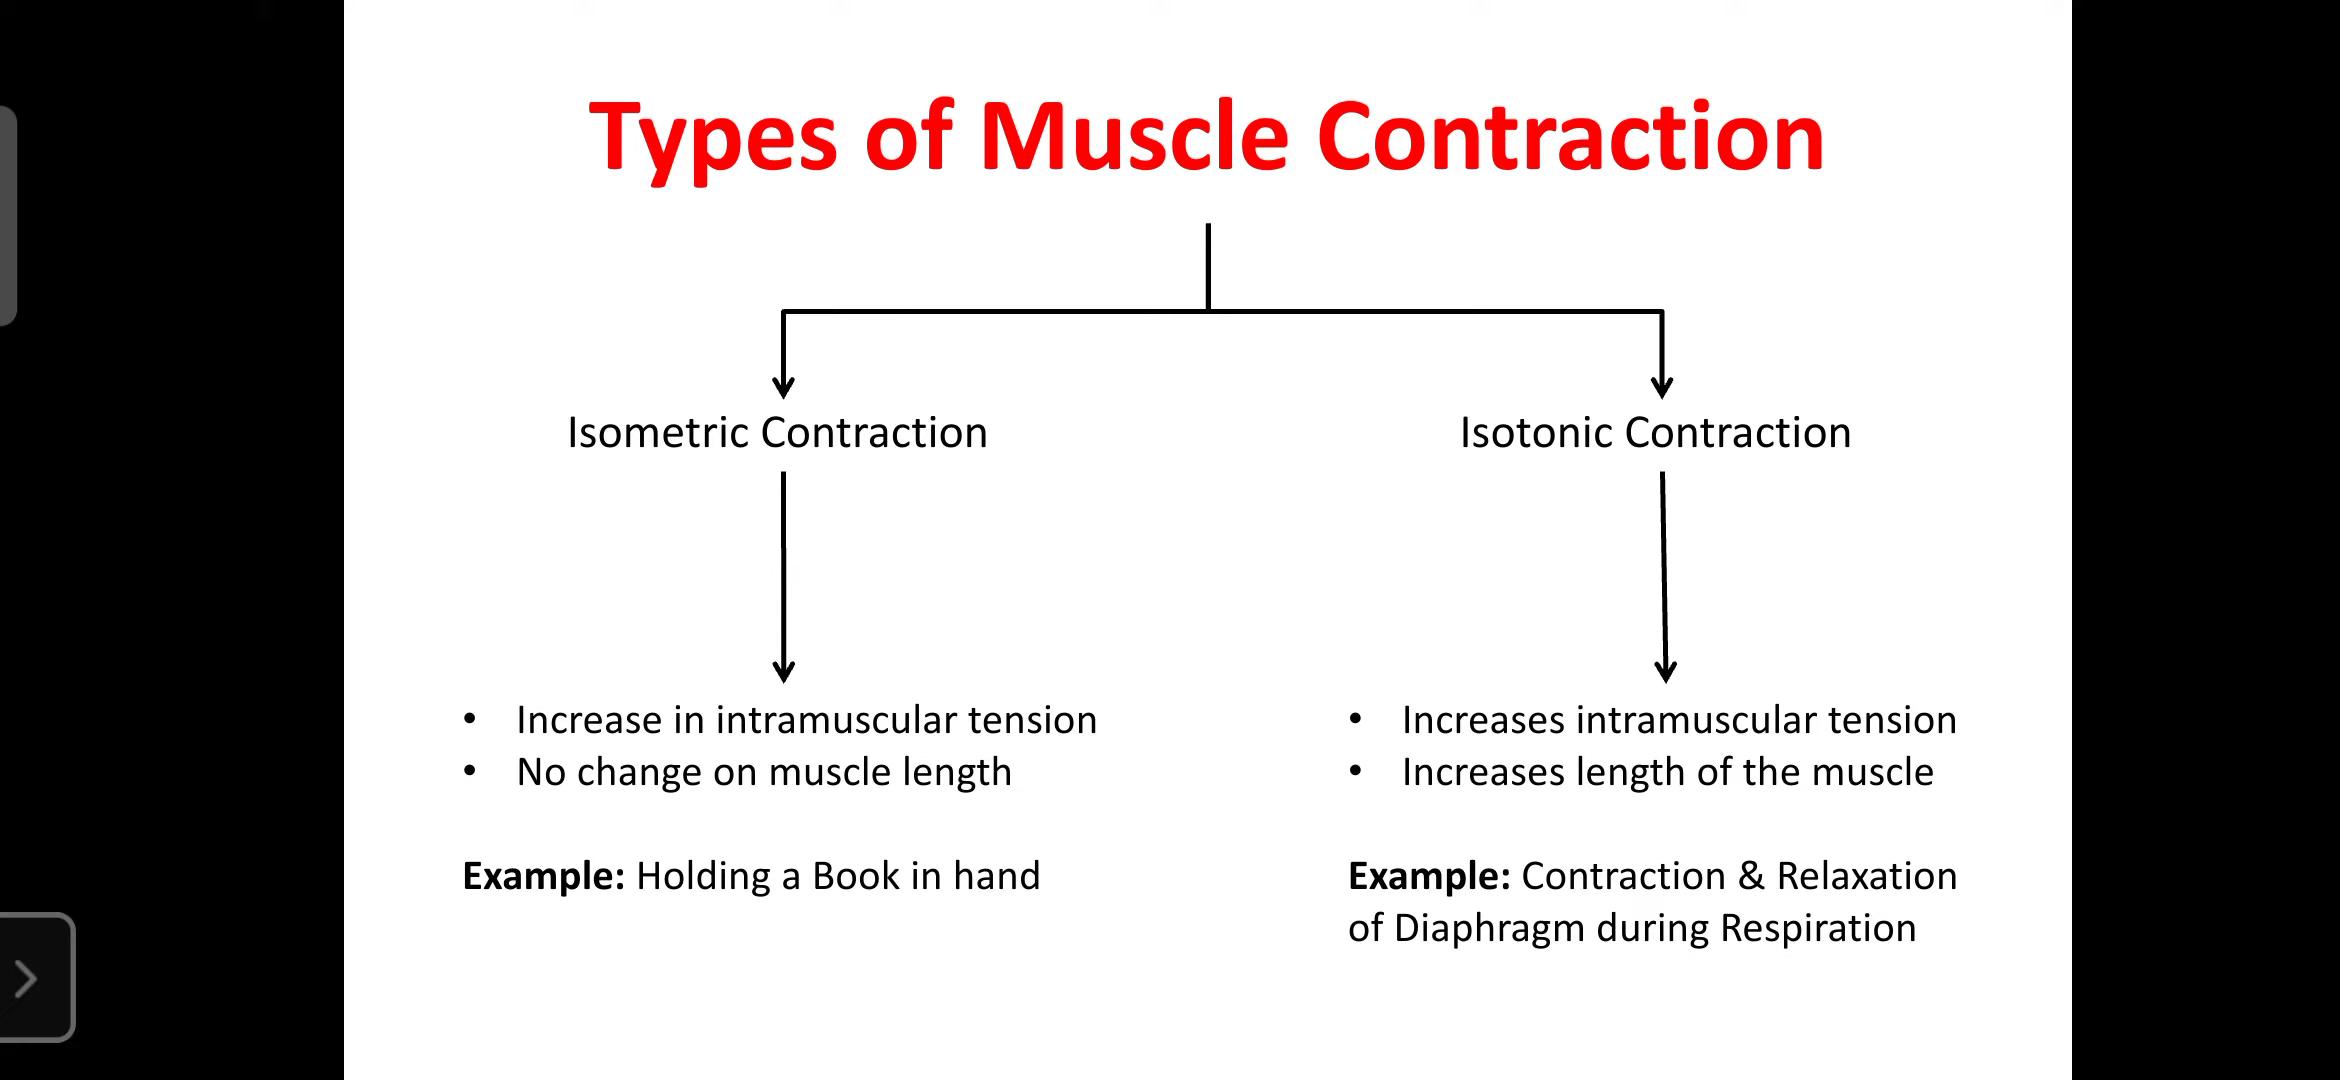 Types of Muscle Contraction
Isometric Contraction
Isotonic Contraction
• Increase in intramuscular tension
• No change on muscle length
Example: Holding a Book in hand
• Increases intramuscular tension
• Increases length of the muscle
Example: Contraction & Relaxation
of Diaphragm during Respiration